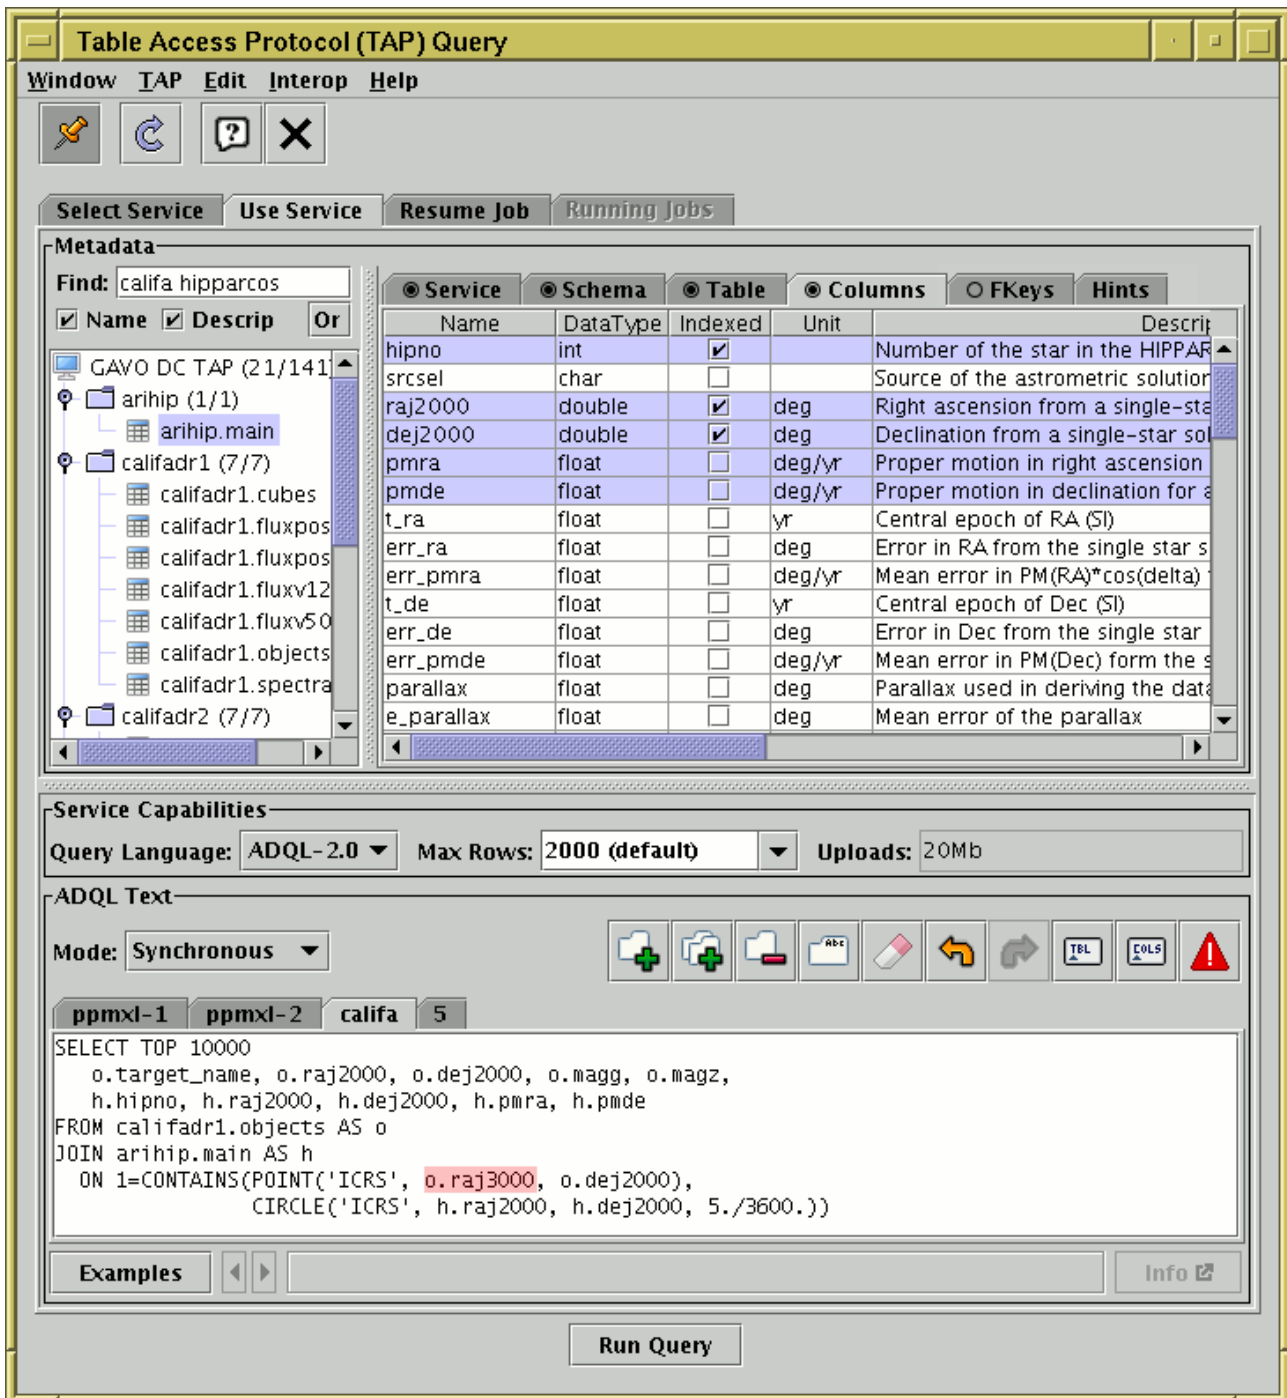 Table Access Protocol (TAP) Query
Window TAP Edit Interop Help
Select Service Use Service Resume Job Running Jobs
Metadata
Find: califa hipparcos
Name Descrip Or
GAVO DC TAP (21/141)
arihip (1/1)
arihip.main
califadr1 (7/7)
califadr1.cubes
califadr1.fluxpos
califadr1.fluxpos
califadr1.fluxv12
califadr1.fluxv50
califadr1.objects
califadr1.spectra
califadr2 (7/7)
Service Schema Table Columns FKeys Hints
Name DataType Indexed Unit Descrip
hipno int Number of the star in the HIPPAR
srcsel char Source of the astrometric solution
raj2000 double deg Right ascension from a single-sta
dej2000 double deg Declination from a single-star sol
pmra float deg/yr Proper motion in right ascension
pmde float deg/yr Proper motion in declination for a
t_ra float yr Central epoch of RA (SI)
err_ra float deg Error in RA from the single star s
err_pmra float deg/yr Mean error in PM(RA)*cos(delta)
t_de float yr Central epoch of Dec (SI)
err_de float deg Error in Dec from the single star
err_pmde float deg/yr Mean error in PM(Dec) form the s
parallax float deg Parallax used in deriving the data
e_parallax float deg Mean error of the parallax
Service Capabilities
Query Language: ADQL-2.0 Max Rows: 2000 (default) Uploads: 20Mb
ADQL Text
Mode: Synchronous Abc TBL COLS
ppmxl-1 ppmxl-2 califa 5
SELECT TOP 10000
o.target_name, o.raj2000, o.dej2000, o.magg, o.magz,
h.hipno, h.raj2000, h.dej2000, h.pmra, h.pmde
FROM califadr1.objects AS o
JOIN arihip.main AS h
ON 1=CONTAINS(POINT('ICRS', o.raj3000, o.dej2000),
CIRCLE('ICRS', h.raj2000, h.dej2000, 5./3600.))
Examples Info
Run Query